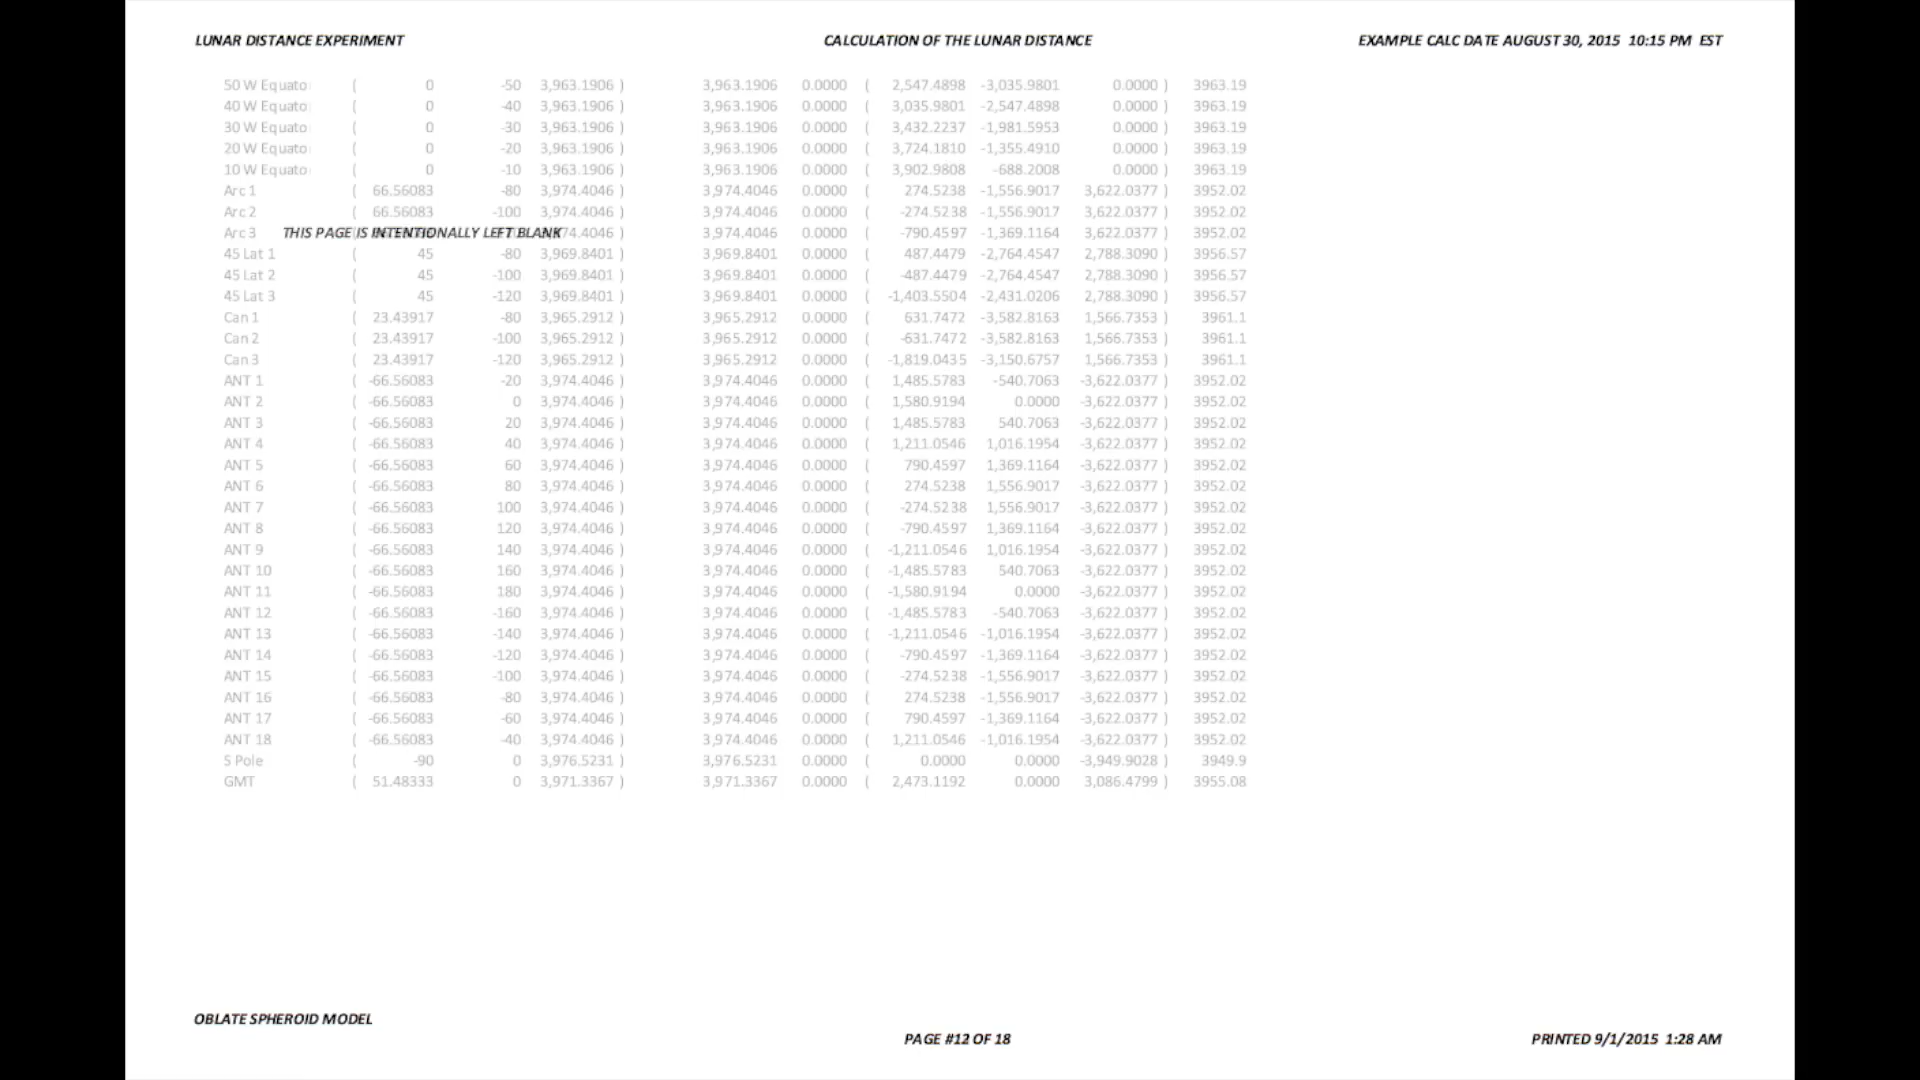 LUNAR DISTANCE EXPERIMENT CALCULATION OF THE LUNAR DISTANCE EXAMPLE CALC DATE AUGUST 30, 2015 10:15 PM EST
50 W Equato ( 0 -50 3,963.1906 ) 3,963.1906 0.0000 ( 2,547.4898 -3,035.9801 0.0000 ) 3963.19
40 W Equato ( 0 -40 3,963.1906 ) 3,963.1906 0.0000 ( 3,035.9801 -2,547.4898 0.0000 ) 3963.19
30 W Equato ( 0 -30 3,963.1906 ) 3,963.1906 0.0000 ( 3,432.2237 -1,981.5953 0.0000 ) 3963.19
20 W Equato ( 0 -20 3,963.1906 ) 3,963.1906 0.0000 ( 3,724.1810 -1,355.4910 0.0000 ) 3963.19
10 W Equato ( 0 -10 3,963.1906 ) 3,963.1906 0.0000 ( 3,902.9808 -688.2008 0.0000 ) 3963.19
Arc 1 ( 66.56083 -80 3,974.4046 ) 3,974.4046 0.0000 ( 274.5238 -1,556.9017 3,622.0377 ) 3952.02
Arc 2 ( 66.56083 -100 3,974.4046 ) 3,974.4046 0.0000 ( -274.5238 -1,556.9017 3,622.0377 ) 3952.02
Arc 3 THIS PAGE IS INTENTIONALLY LEFT BLANK 74.4046 ) 3,974.4046 0.0000 ( -790.4597 -1,369.1164 3,622.0377 ) 3952.02
45 Lat 1 ( 45 -80 3,969.8401 ) 3,969.8401 0.0000 ( 487.4479 -2,764.4547 2,788.3090 ) 3956.57
45 Lat 2 ( 45 -100 3,969.8401 ) 3,969.8401 0.0000 ( -487.4479 -2,764.4547 2,788.3090 ) 3956.57
45 Lat 3 ( 45 -120 3,969.8401 ) 3,969.8401 0.0000 ( -1,403.5504 -2,431.0206 2,788.3090 ) 3956.57
Can 1 ( 23.43917 -80 3,965.2912 ) 3,965.2912 0.0000 ( 631.7472 -3,582.8163 1,566.7353 ) 3961.1
Can 2 ( 23.43917 -100 3,965.2912 ) 3,965.2912 0.0000 ( -631.7472 -3,582.8163 1,566.7353 ) 3961.1
Can 3 ( 23.43917 -120 3,965.2912 ) 3,965.2912 0.0000 ( -1,819.0435 -3,150.6757 1,566.7353 ) 3961.1
ANT 1 ( -66.56083 -20 3,974.4046 ) 3,974.4046 0.0000 ( 1,485.5783 -540.7063 -3,622.0377 ) 3952.02
ANT 2 ( -66.56083 0 3,974.4046 ) 3,974.4046 0.0000 ( 1,580.9194 0.0000 -3,622.0377 ) 3952.02
ANT 3 ( -66.56083 20 3,974.4046 ) 3,974.4046 0.0000 ( 1,485.5783 540.7063 -3,622.0377 ) 3952.02
ANT 4 ( -66.56083 40 3,974.4046 ) 3,974.4046 0.0000 ( 1,211.0546 1,016.1954 -3,622.0377 ) 3952.02
ANT 5 ( -66.56083 60 3,974.4046 ) 3,974.4046 0.0000 ( 790.4597 1,369.1164 -3,622.0377 ) 3952.02
ANT 6 ( -66.56083 80 3,974.4046 ) 3,974.4046 0.0000 ( 274.5238 1,556.9017 -3,622.0377 ) 3952.02
ANT 7 ( -66.56083 100 3,974.4046 ) 3,974.4046 0.0000 ( -274.5238 1,556.9017 -3,622.0377 ) 3952.02
ANT 8 ( -66.56083 120 3,974.4046 ) 3,974.4046 0.0000 ( -790.4597 1,369.1164 -3,622.0377 ) 3952.02
ANT 9 ( -66.56083 140 3,974.4046 ) 3,974.4046 0.0000 ( -1,211.0546 1,016.1954 -3,622.0377 ) 3952.02
ANT 10 ( -66.56083 160 3,974.4046 ) 3,974.4046 0.0000 ( -1,485.5783 540.7063 -3,622.0377 ) 3952.02
ANT 11 ( -66.56083 180 3,974.4046 ) 3,974.4046 0.0000 ( -1,580.9194 0.0000 -3,622.0377 ) 3952.02
ANT 12 ( -66.56083 -160 3,974.4046 ) 3,974.4046 0.0000 ( -1,485.5783 -540.7063 -3,622.0377 ) 3952.02
ANT 13 ( -66.56083 -140 3,974.4046 ) 3,974.4046 0.0000 ( -1,211.0546 -1,016.1954 -3,622.0377 ) 3952.02
ANT 14 ( -66.56083 -120 3,974.4046 ) 3,974.4046 0.0000 ( -790.4597 -1,369.1164 -3,622.0377 ) 3952.02
ANT 15 ( -66.56083 -100 3,974.4046 ) 3,974.4046 0.0000 ( -274.5238 -1,556.9017 -3,622.0377 ) 3952.02
ANT 16 ( -66.56083 -80 3,974.4046 ) 3,974.4046 0.0000 ( 274.5238 -1,556.9017 -3,622.0377 ) 3952.02
ANT 17 ( -66.56083 -60 3,974.4046 ) 3,974.4046 0.0000 ( 790.4597 -1,369.1164 -3,622.0377 ) 3952.02
ANT 18 ( -66.56083 -40 3,974.4046 ) 3,974.4046 0.0000 ( 1,211.0546 -1,016.1954 -3,622.0377 ) 3952.02
S Pole ( -90 0 3,976.5231 ) 3,976.5231 0.0000 ( 0.0000 0.0000 -3,949.9028 ) 3949.9
GMT ( 51.48333 0 3,971.3367 ) 3,971.3367 0.0000 ( 2,473.1192 0.0000 3,086.4799 ) 3955.08
OBLATE SPHEROID MODEL
PAGE #12 OF 18 PRINTED 9/1/2015 1:28 AM